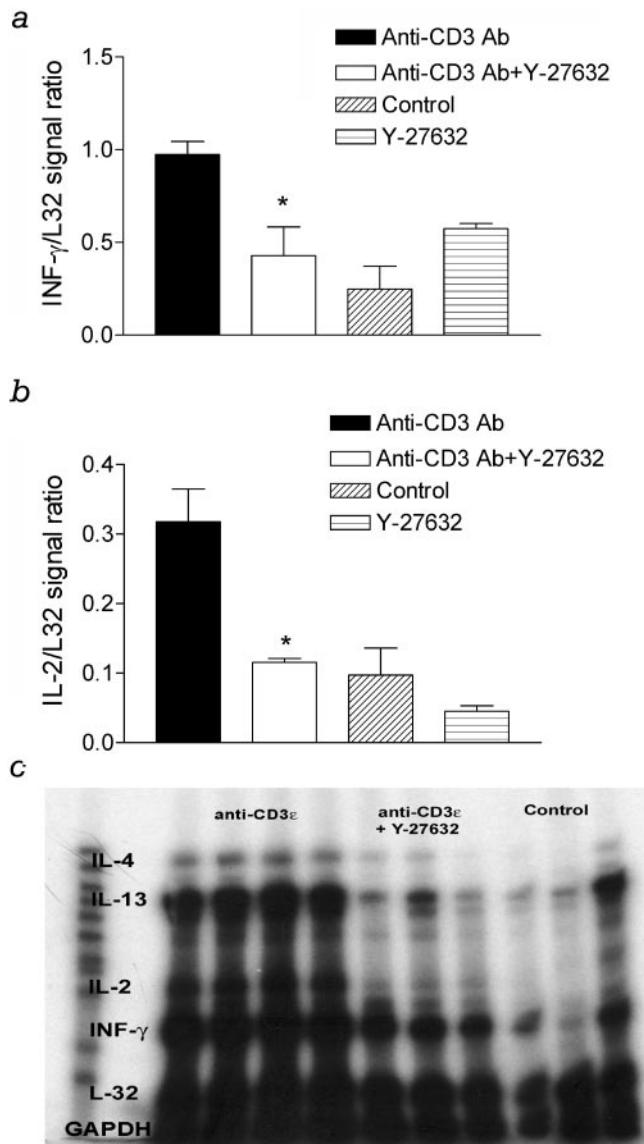 a
INF-γ/L32 signal ratio
1.5
1.0
0.5
0.0
*
Anti-CD3 Ab
Anti-CD3 Ab+Y-27632
Control
Y-27632
b
IL-2/L32 signal ratio
0.4
0.3
0.2
0.1
0.0
*
Anti-CD3 Ab
Anti-CD3 Ab+Y-27632
Control
Y-27632
c
anti-CD3ε
anti-CD3ε
+ Y-27632
Control
IL-4
IL-13
IL-2
INF-γ
L-32
GAPDH